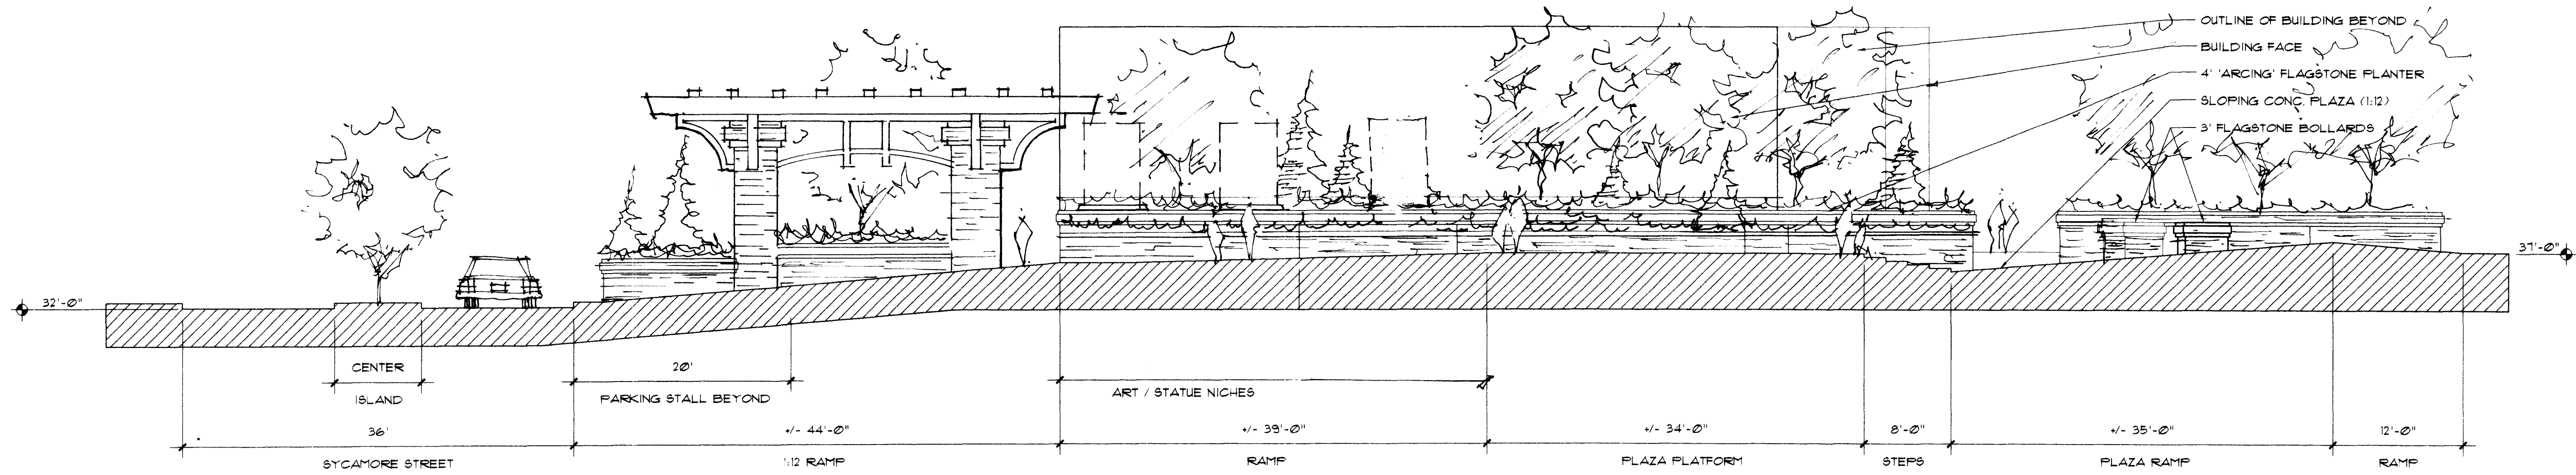 OUTLINE OF BUILDING BEYOND
BUILDING FACE
4' 'ARCING' FLAGSTONE PLANTER
SLOPING CONC. PLAZA (1:12)
3' FLAGSTONE BOLLARDS
37'-0"
32'-0"
CENTER
ISLAND
20'
PARKING STALL BEYOND
ART / STATUE NICHES
36'
+/- 44'-0"
+/- 39'-0"
+/- 34'-0"
8'-0"
+/- 35'-0"
12'-0"
SYCAMORE STREET
1:12 RAMP
RAMP
PLAZA PLATFORM
STEPS
PLAZA RAMP
RAMP